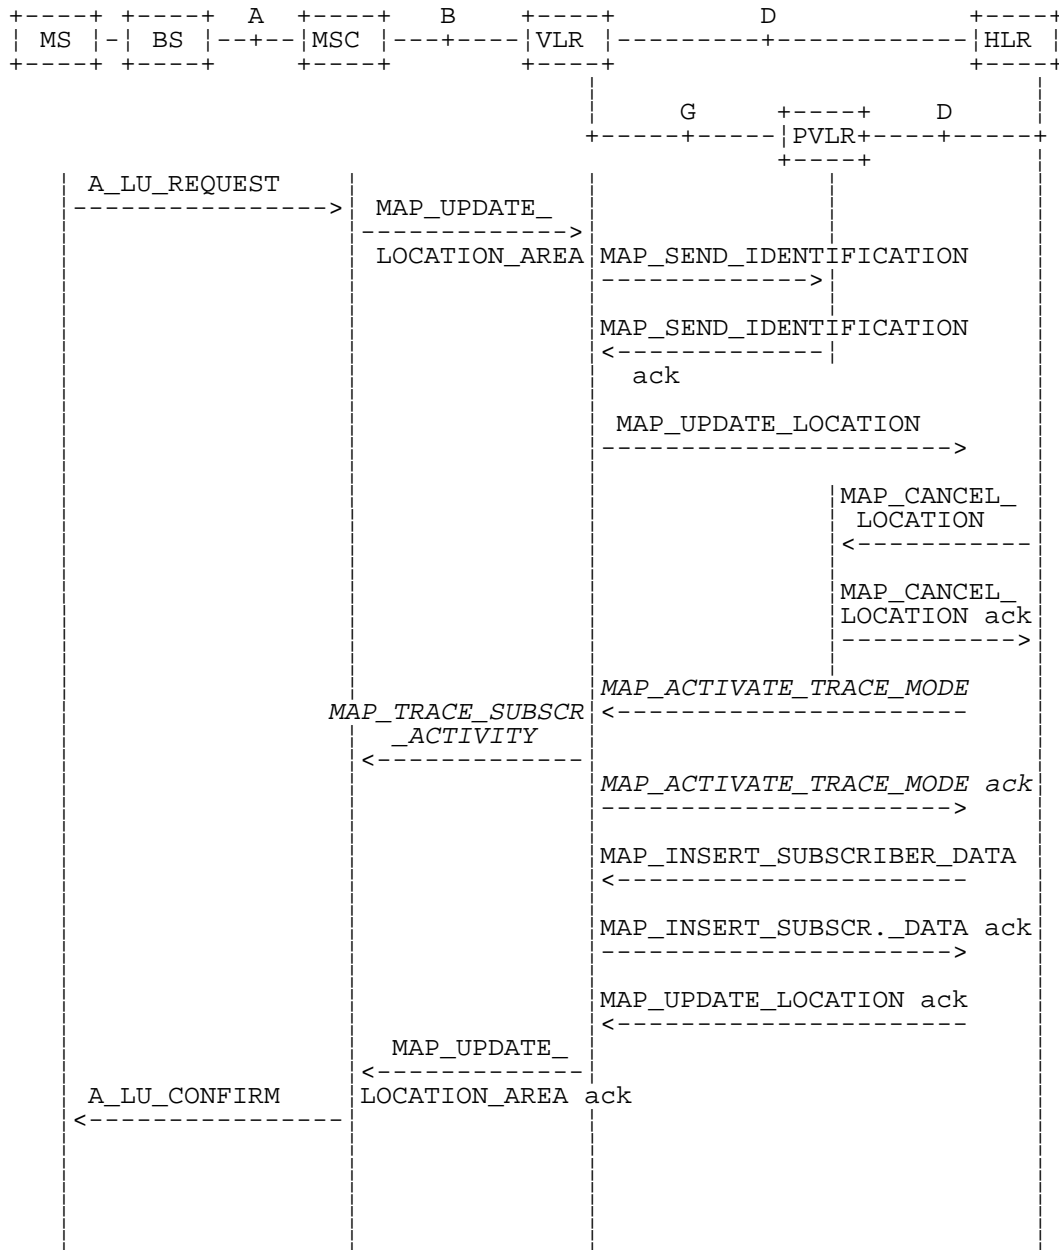 A B D
MS BS MSC VLR HLR
G D
PVLR
A_LU_REQUEST
MAP_UPDATE_
LOCATION_AREA MAP_SEND_IDENTIFICATION
MAP_SEND_IDENTIFICATION
ack
MAP_UPDATE_LOCATION
MAP_CANCEL_
LOCATION
MAP_CANCEL_
LOCATION ack
MAP_ACTIVATE_TRACE_MODE
MAP_TRACE_SUBSCR
_ACTIVITY
MAP_ACTIVATE_TRACE_MODE ack
MAP_INSERT_SUBSCRIBER_DATA
MAP_INSERT_SUBSCR._DATA ack
MAP_UPDATE_LOCATION ack
MAP_UPDATE_
A_LU_CONFIRM LOCATION_AREA ack